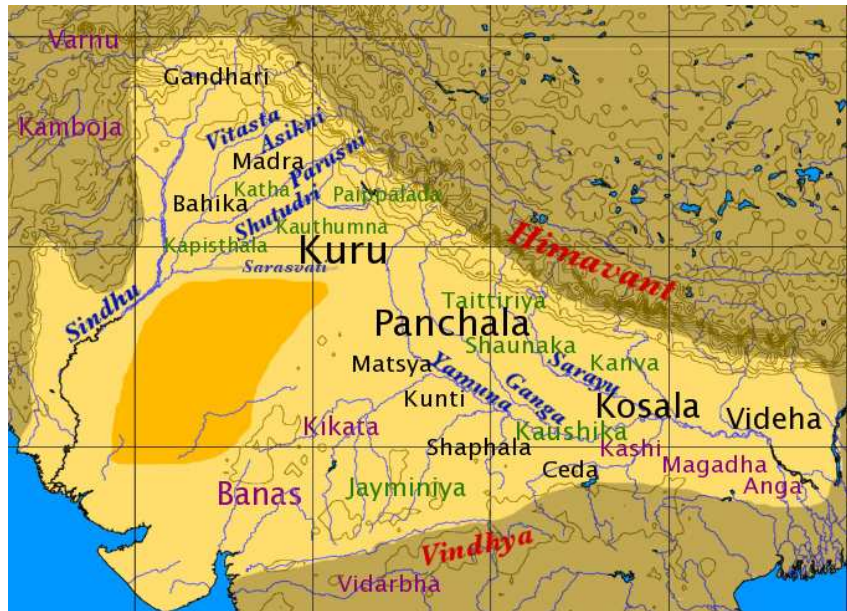 Varnu
Gandhari
Kamboja
Vitasta
Asikni
Madra
Parusni
Katha
Paippalada
Bahika
Shutudri
Kauthumna
Kapisthala
Kuru
Himavant
Sarasvati
Sindhu
Taittiriya
Panchala
Shaunaka
Matsya
Kanva
Yamuna
Ganga
Sarayu
Kunti
Kosala
Videha
Kikata
Kaushika
Shaphala
Kashi
Ceda
Magadha
Banas
Jayminiya
Anga
Vindhya
Vidarbha